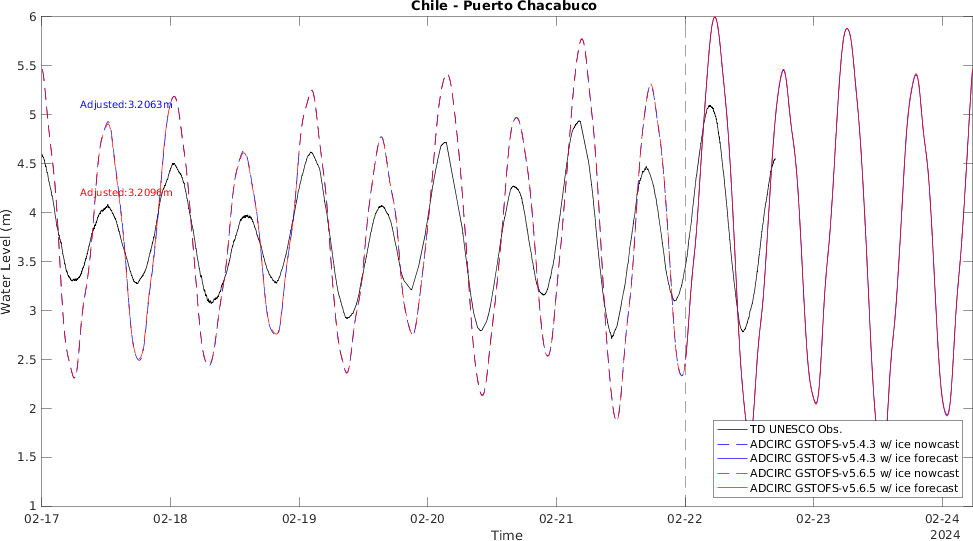 Chile - Puerto Chacabuco
6
5.5
5
4.5
4
3.5
3
2.5
2
1.5
1
Water Level (m)
Adjusted:3.2063m
Adjusted:3.2096m
TD UNESCO Obs.
ADCIRC GSTOFS-v5.4.3 w/ ice nowcast
ADCIRC GSTOFS-v5.4.3 w/ ice forecast
ADCIRC GSTOFS-v5.6.5 w/ ice nowcast
ADCIRC GSTOFS-v5.6.5 w/ ice forecast
02-17 02-18 02-19 02-20 02-21 02-22 02-23 02-24
Time
2024